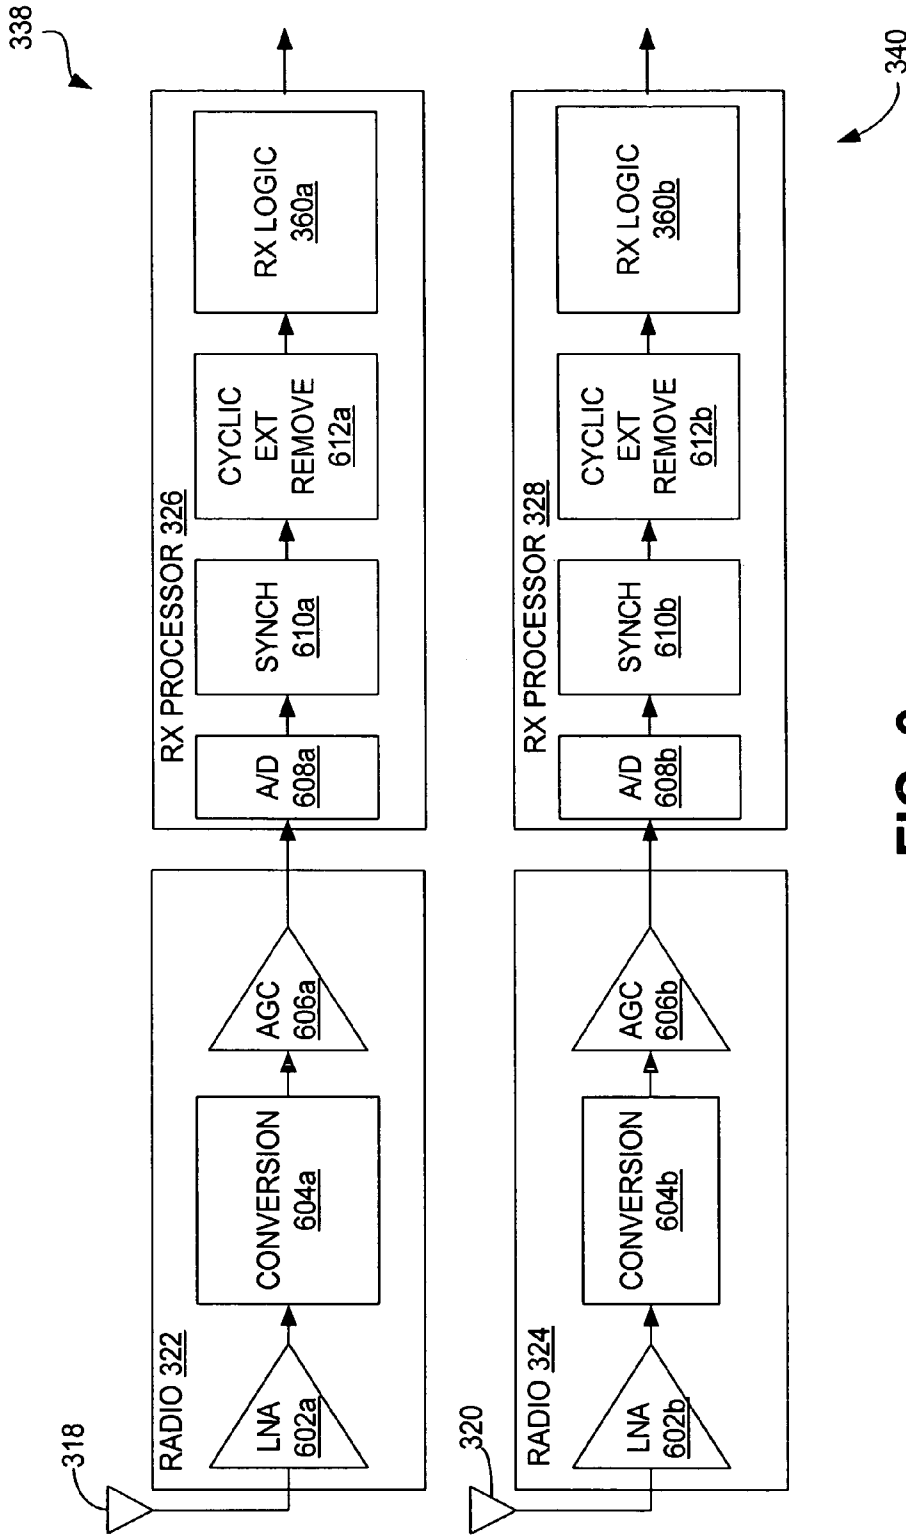 338
318
RADIO 322
LNA
602a
CONVERSION
604a
AGC
606a
RX PROCESSOR 326
A/D
608a
SYNCH
610a
CYCLIC
EXT
REMOVE
612a
RX LOGIC
360a
320
RADIO 324
LNA
602b
CONVERSION
604b
AGC
606b
RX PROCESSOR 328
A/D
608b
SYNCH
610b
CYCLIC
EXT
REMOVE
612b
RX LOGIC
360b
340
FIG.